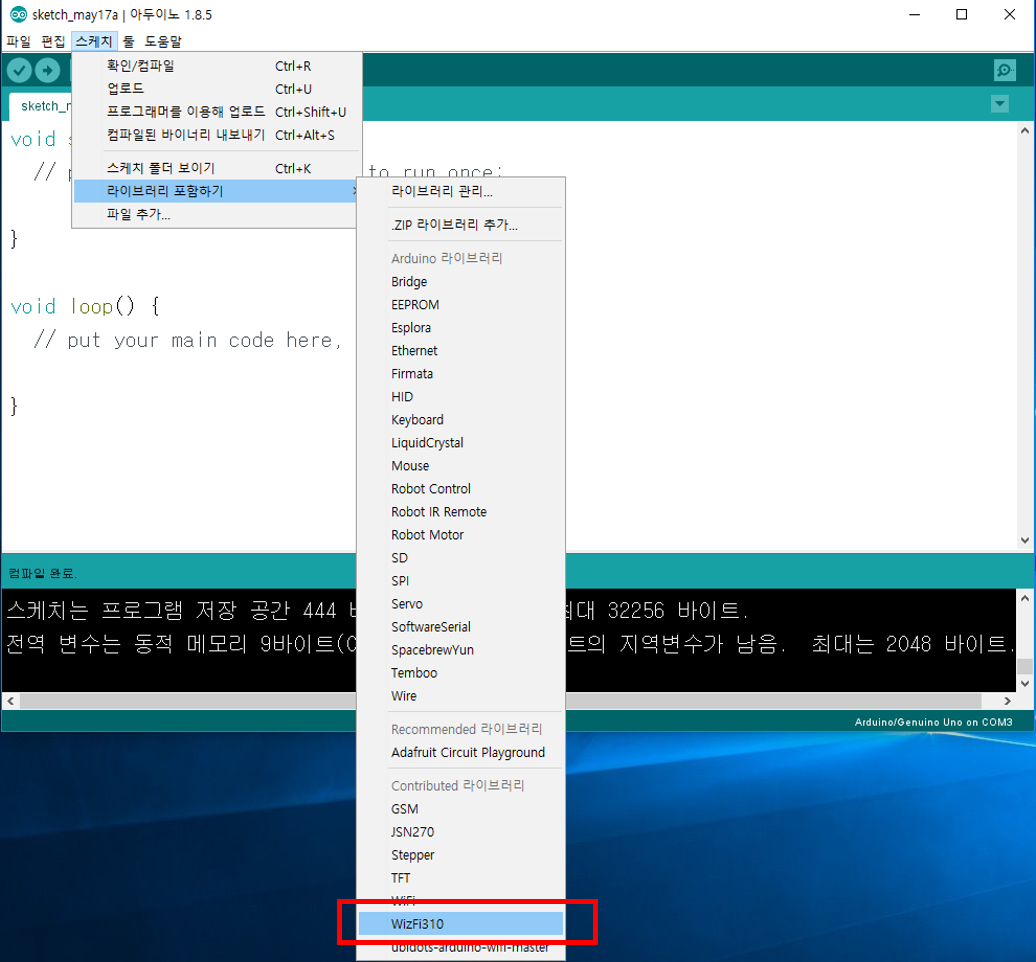 sketch_may17a | 아두이노 1.8.5
파일 편집 스케치 툴 도움말
확인/컴파일 Ctrl+R
업로드 Ctrl+U
프로그래머를 이용해 업로드 Ctrl+Shift+U
컴파일된 바이너리 내보내기 Ctrl+Alt+S
스케치 폴더 보이기 Ctrl+K
라이브러리 포함하기
파일 추가...
라이브러리 관리...
.ZIP 라이브러리 추가...
Arduino 라이브러리
Bridge
EEPROM
Esplora
Ethernet
Firmata
HID
Keyboard
LiquidCrystal
Mouse
Robot Control
Robot IR Remote
Robot Motor
SD
SPI
Servo
SoftwareSerial
SpacebrewYun
Temboo
Wire
Recommended 라이브러리
Adafruit Circuit Playground
Contributed 라이브러리
GSM
JSN270
Stepper
TFT
WiFi
WizFi310
ubidots-arduino-wifi-master
sketch_m
void s
// p to run once:
}
void loop() {
// put your main code here,
}
컴파일 완료.
스케치는 프로그램 저장 공간 444 최대 32256 바이트.
전역 변수는 동적 메모리 9바이트(0 트의 지역변수가 남음. 최대는 2048 바이트.
Arduino/Genuino Uno on COM3